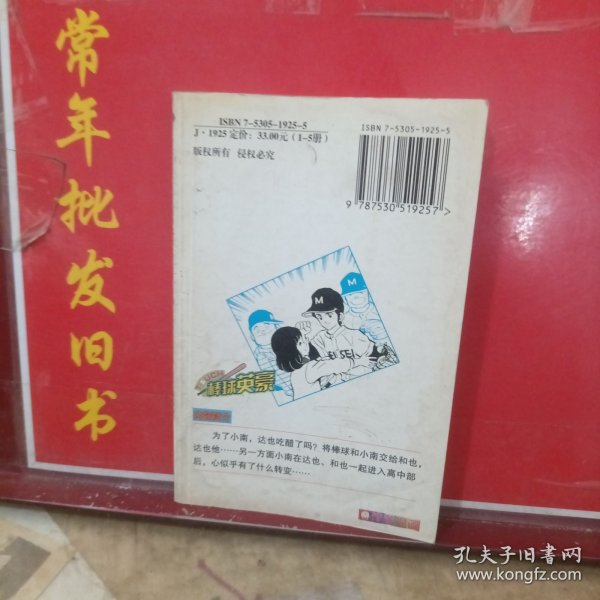 常年批发旧书
ISBN 7-5305-1925-5
J·1925 定价：33.00元（1-5册）
版权所有 侵权必究
ISBN 7-5305-1925-5
9 787530 519257 >
M
M
棒球英豪
为了小南，达也吃醋了吗？将棒球和小南交给和也，
达也他……另一方面小南在达也、和也一起进入高中部
后，心似乎有了什么转变……
孔夫子旧书网
www.kongfz.com